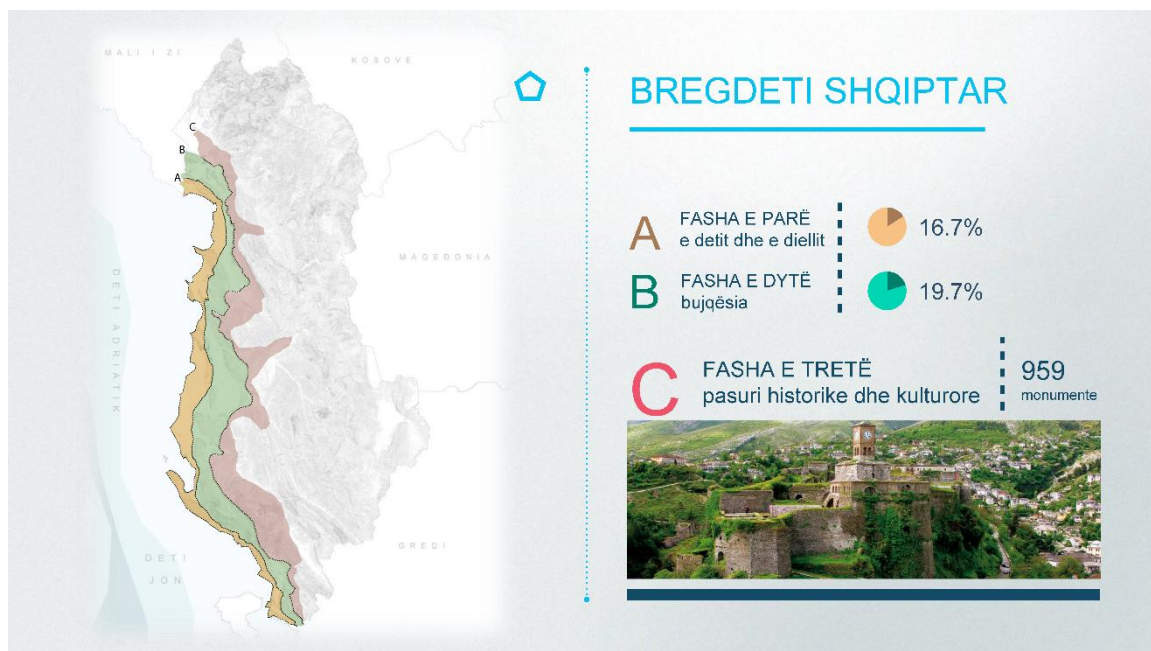 MALI I ZI
KOSOVE
C
B
A
MAQEDONIA
DETI ADRIATIK
GREQI
DETI
JON
BREGDETI SHQIPTAR
A
FASHA E PARË
e detit dhe e diellit
16.7%
B
FASHA E DYTË
bujqësia
19.7%
C
FASHA E TRETË
pasuri historike dhe kulturore
959
monumente